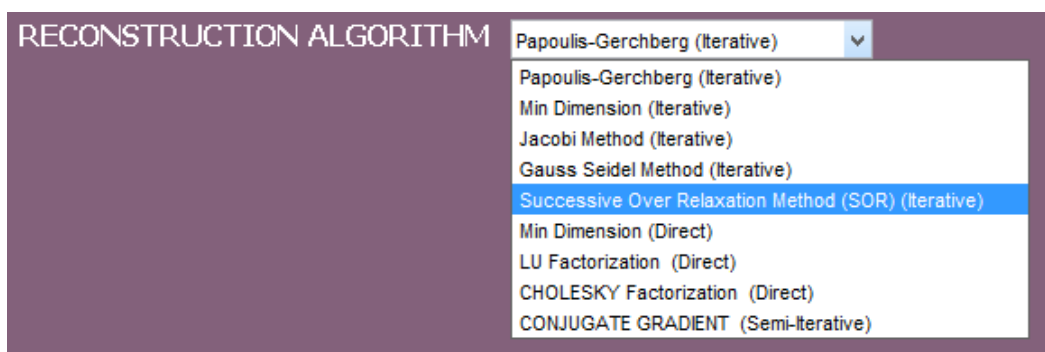 RECONSTRUCTION ALGORITHM Papoulis-Gerchberg (Iterative)
Papoulis-Gerchberg (Iterative)
Min Dimension (Iterative)
Jacobi Method (Iterative)
Gauss Seidel Method (Iterative)
Successive Over Relaxation Method (SOR) (Iterative)
Min Dimension (Direct)
LU Factorization (Direct)
CHOLESKY Factorization (Direct)
CONJUGATE GRADIENT (Semi-Iterative)